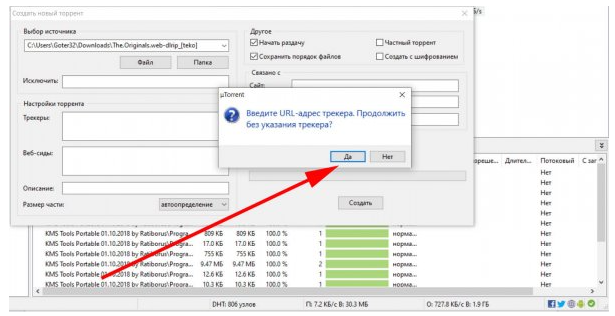 Создать новый торрент
КБ/s
Выбор источника
C:\Users\Goter32\Downloads\The.Originals.web-dlrip_[teko]
Файл
Папка
Исключить:
Другое
Начать раздачу
Частный торрент
Сохранить порядок файлов
Создать с шифрованием
Связано с
Сайт:
Настройки торрента
Трекеры:
Веб-сиды:
Описание:
Размер части:
автоопределение
Создать
µTorrent
Введите URL-адрес трекера. Продолжить
без указания трекера?
Да
Нет
Длител... Потоковый С заг
Нет
Нет
Нет
Нет
Нет
Нет
KMS Tools Portable 01.10.2018 by Ratiborus\Progra... 809 КБ 809 КБ 100.0 % 1 норма... Нет
KMS Tools Portable 01.10.2018 by Ratiborus\Progra... 17.0 КБ 17.0 КБ 100.0 % 1 норма... Нет
KMS Tools Portable 01.10.2018 by Ratiborus\Progra... 755 КБ 755 КБ 100.0 % 1 норма... Нет
KMS Tools Portable 01.10.2018 by Ratiborus\Progra... 9.47 МБ 9.47 МБ 100.0 % 2 норма... Нет
KMS Tools Portable 01.10.2018 by Ratiborus\Progra... 12.6 КБ 12.6 КБ 100.0 % 1 норма... Нет
KMS Tools Portable 01.10.2018 by Ratiborus\Progra... 10.3 КБ 10.3 КБ 100.0 % 1 норма... Нет
DHT: 806 узлов П: 7.2 КБ/с В: 30.3 МБ О: 727.8 КБ/с В: 1.9 ГБ